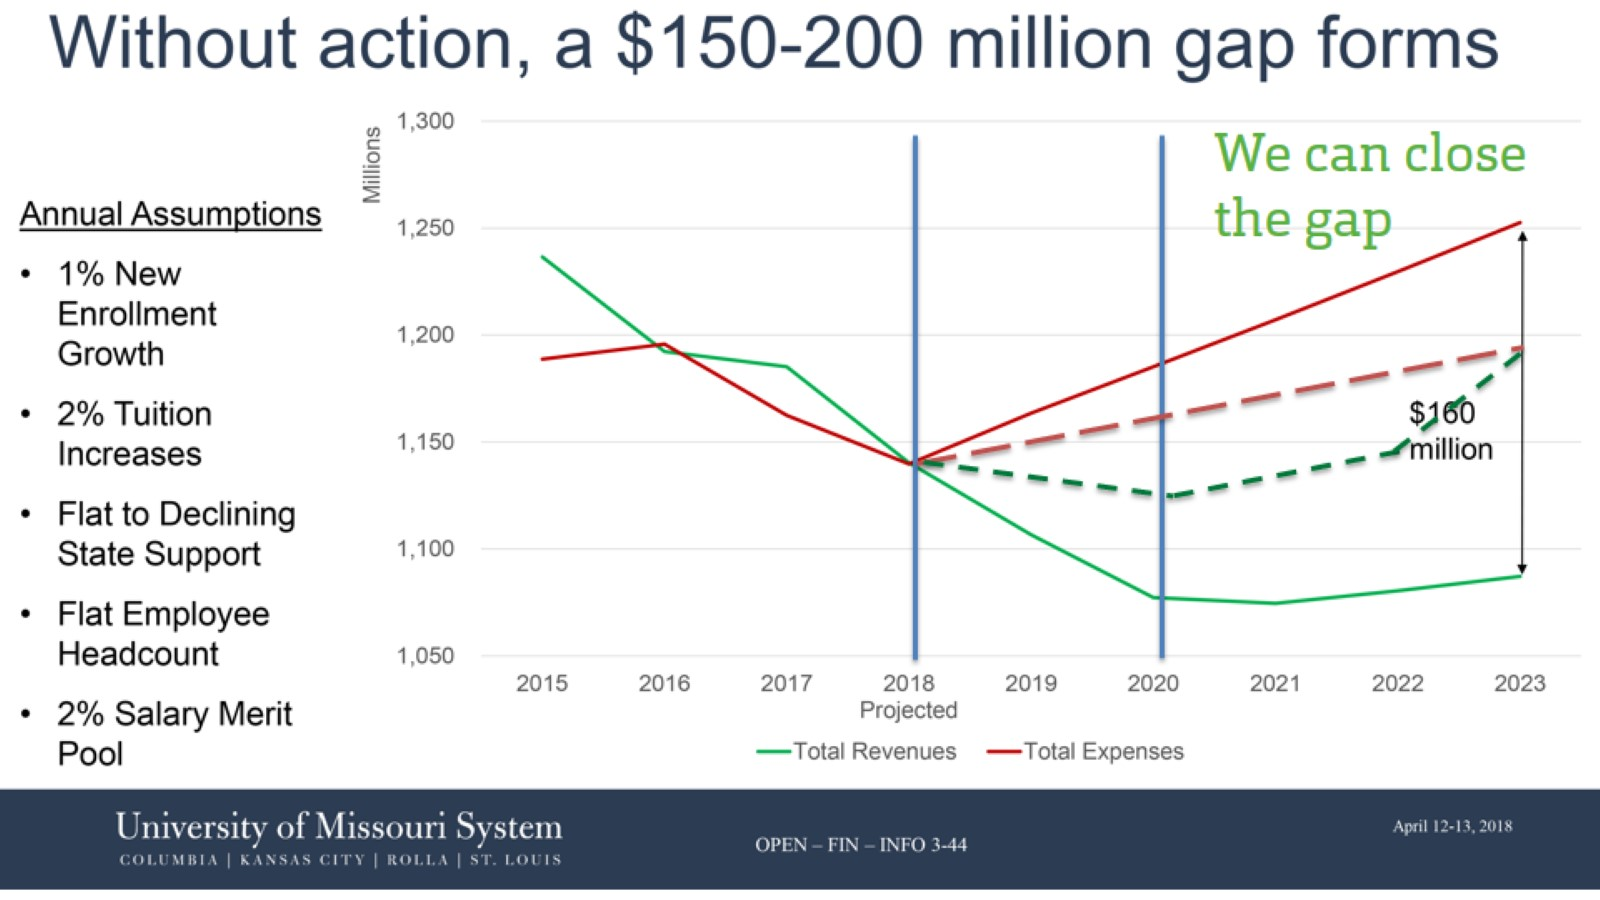 Without action, a $150-200 million gap forms
Annual Assumptions
• 1% New
Enrollment
Growth
• 2% Tuition
Increases
• Flat to Declining
State Support
• Flat Employee
Headcount
• 2% Salary Merit
Pool
Millions
1,300
1,250
1,200
1,150
1,100
1,050
We can close
the gap
$160
million
2015 2016 2017 2018 2019 2020 2021 2022 2023
Projected
Total Revenues Total Expenses
University of Missouri System
COLUMBIA | KANSAS CITY | ROLLA | ST. LOUIS
OPEN – FIN – INFO 3-44
April 12-13, 2018